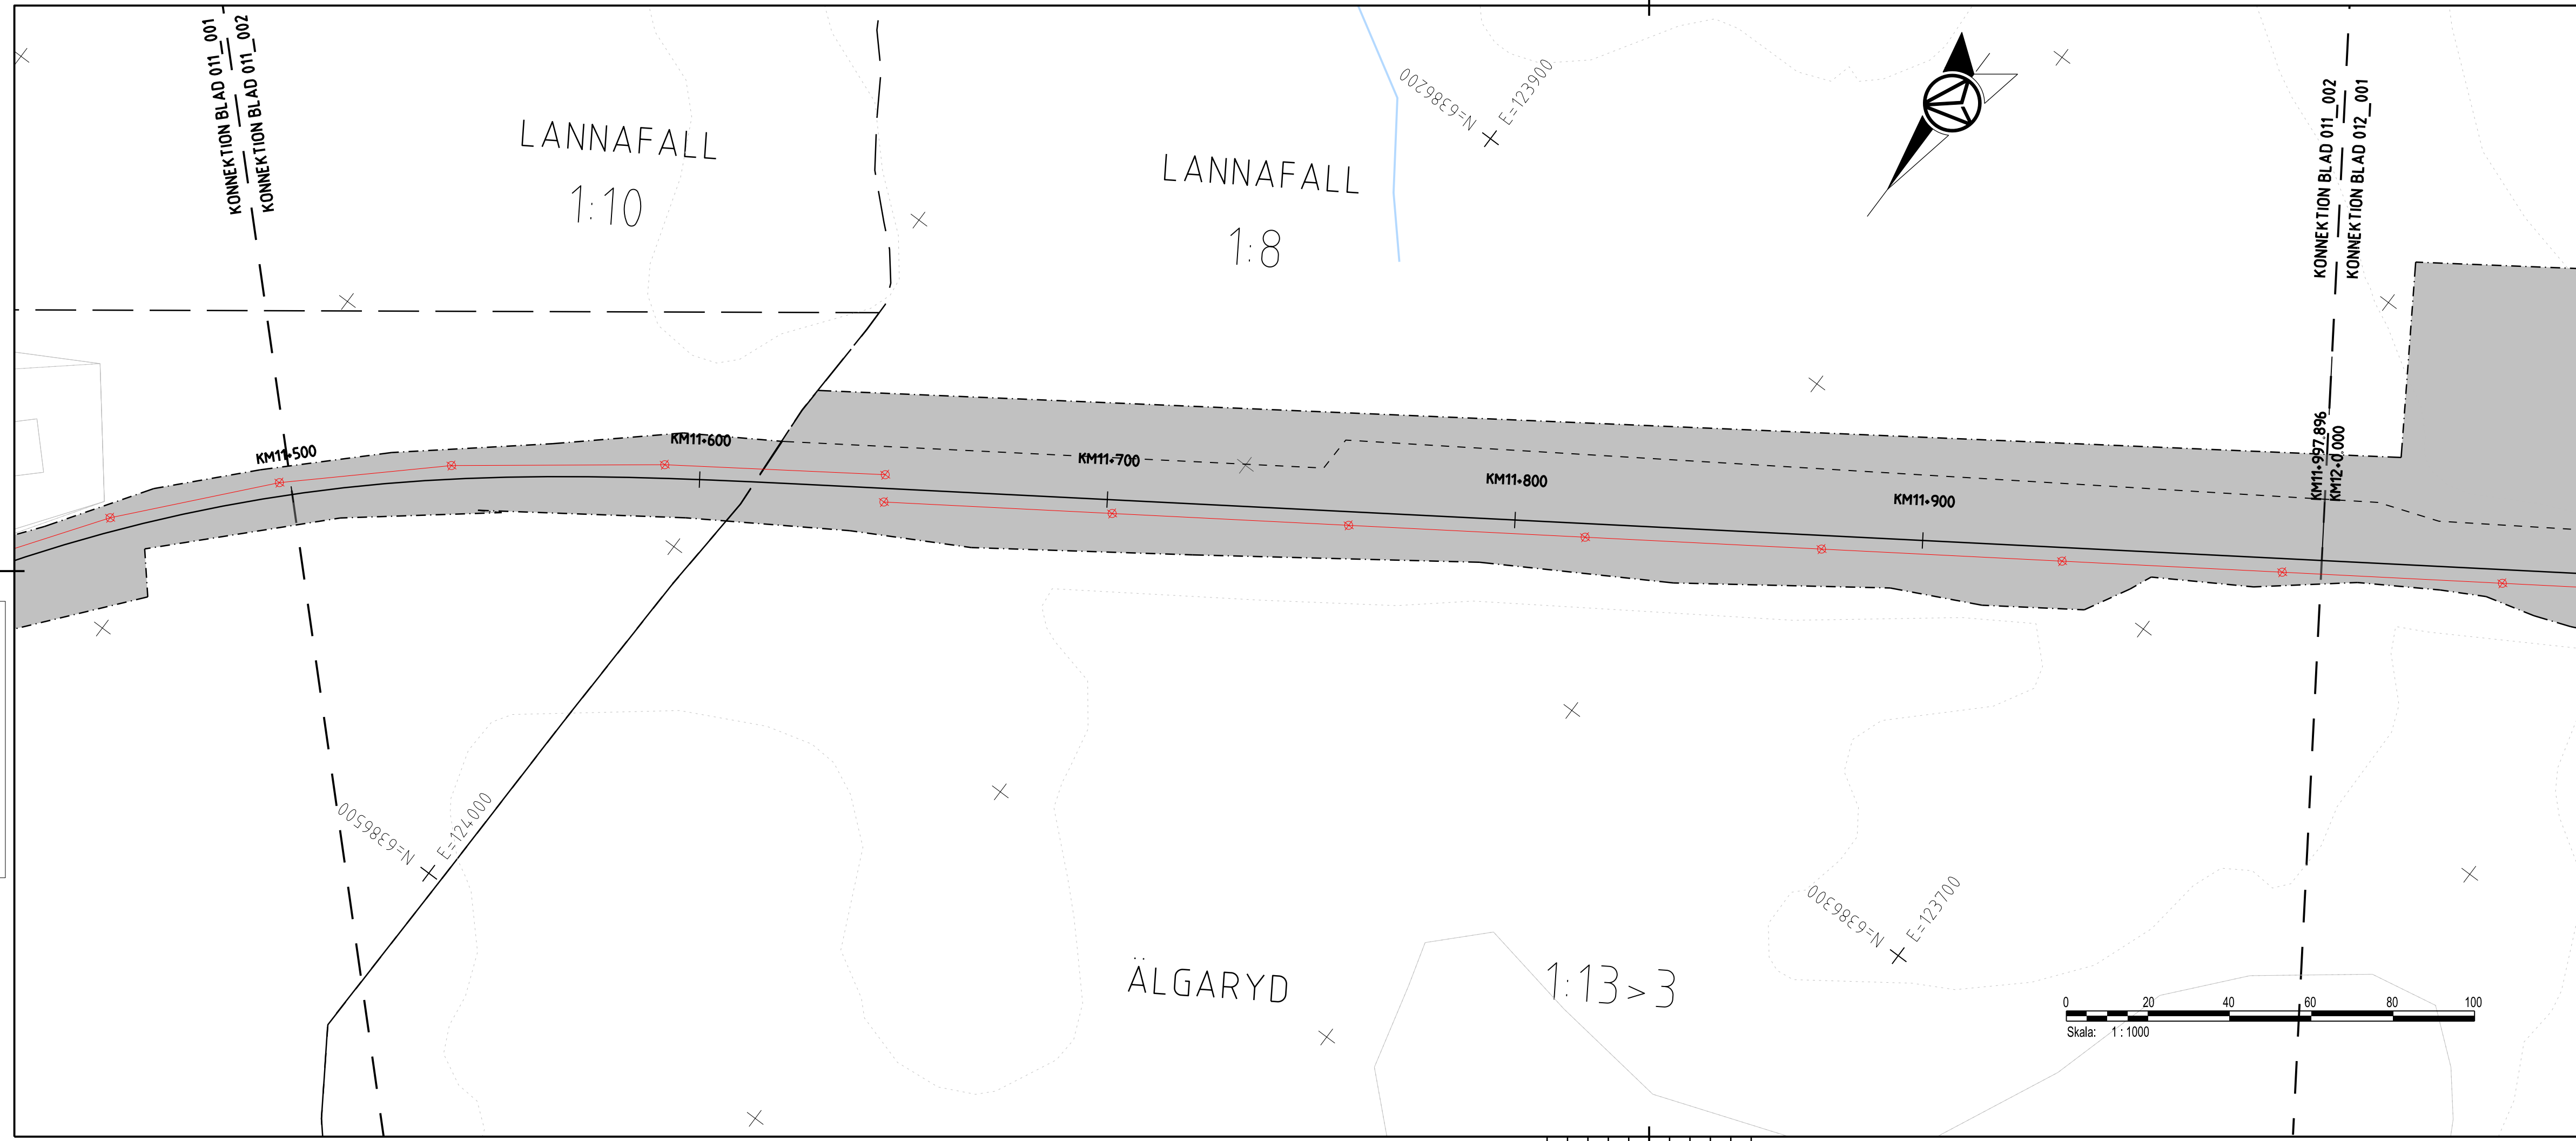 KONNEKTION BLAD 011_001
KONNEKTION BLAD 011_002
LANNAFALL
1:10
LANNAFALL
1:8
N=6386200
E=123900
KONNEKTION BLAD 011_002
KONNEKTION BLAD 012_001
KM11+500
KM11+600
KM11+700
KM11+800
KM11+900
KM11+997.896
KM12+0.000
N=6386500
E=124000
N=6386300
E=123700
ÄLGARYD
1:13>3
0 20 40 60 80 100
Skala: 1 : 1000